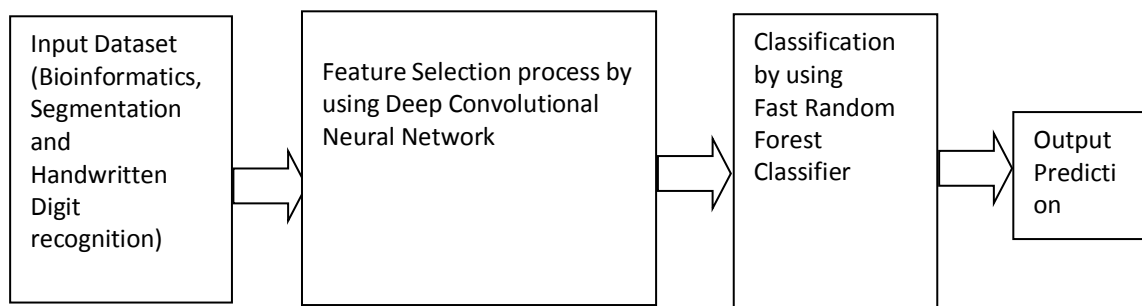 Input Dataset
(Bioinformatics,
Segmentation
and
Handwritten
Digit
recognition)
Feature Selection process by
using Deep Convolutional
Neural Network
Classification
by using
Fast Random
Forest
Classifier
Output
Predicti
on